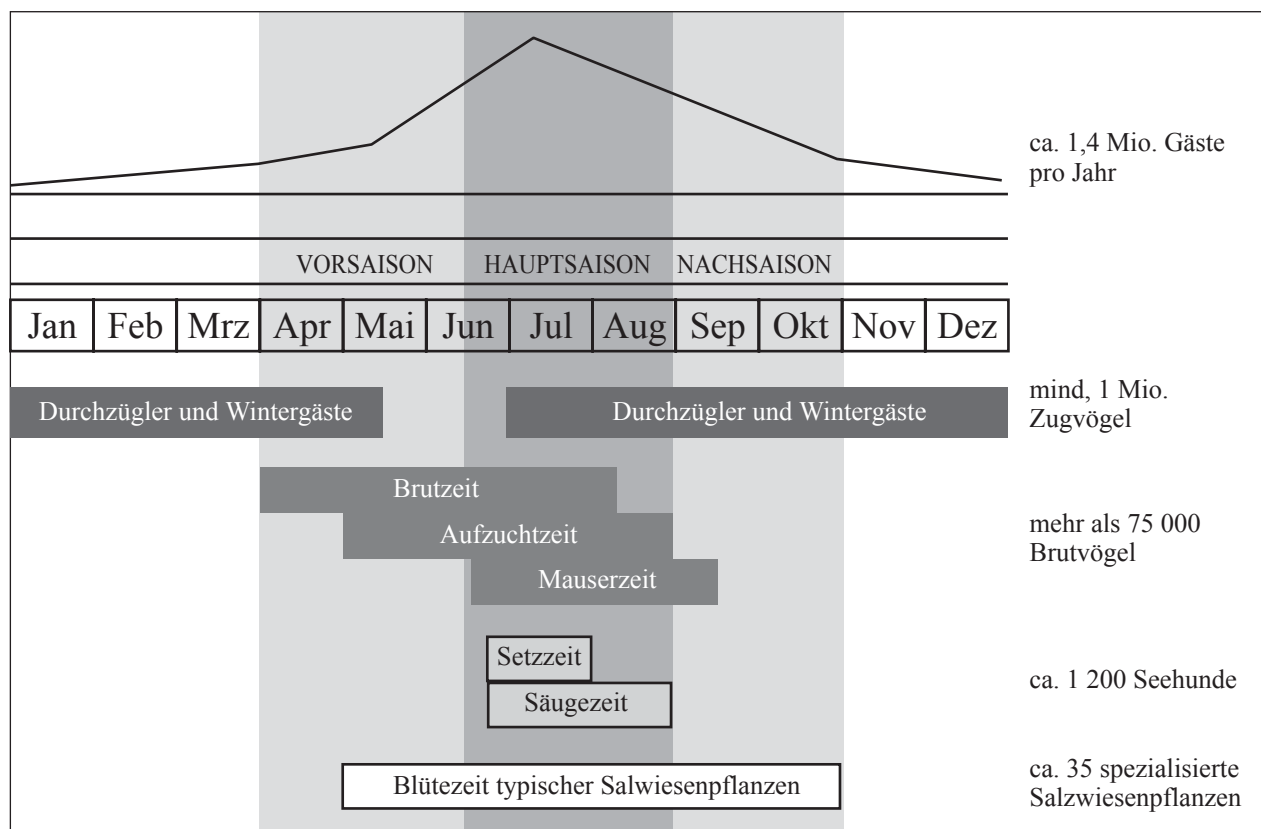 ca. 1,4 Mio. Gäste
pro Jahr
VORSAISON HAUPTSAISON NACHSAISON
Jan Feb Mrz Apr Mai Jun Jul Aug Sep Okt Nov Dez
Durchzügler und Wintergäste Durchzügler und Wintergäste
mind, 1 Mio.
Zugvögel
Brutzeit
Aufzuchtzeit
Mauserzeit
mehr als 75 000
Brutvögel
Setzzeit
Säugezeit
ca. 1 200 Seehunde
Blütezeit typischer Salwiesenpflanzen
ca. 35 spezialisierte
Salzwiesenpflanzen